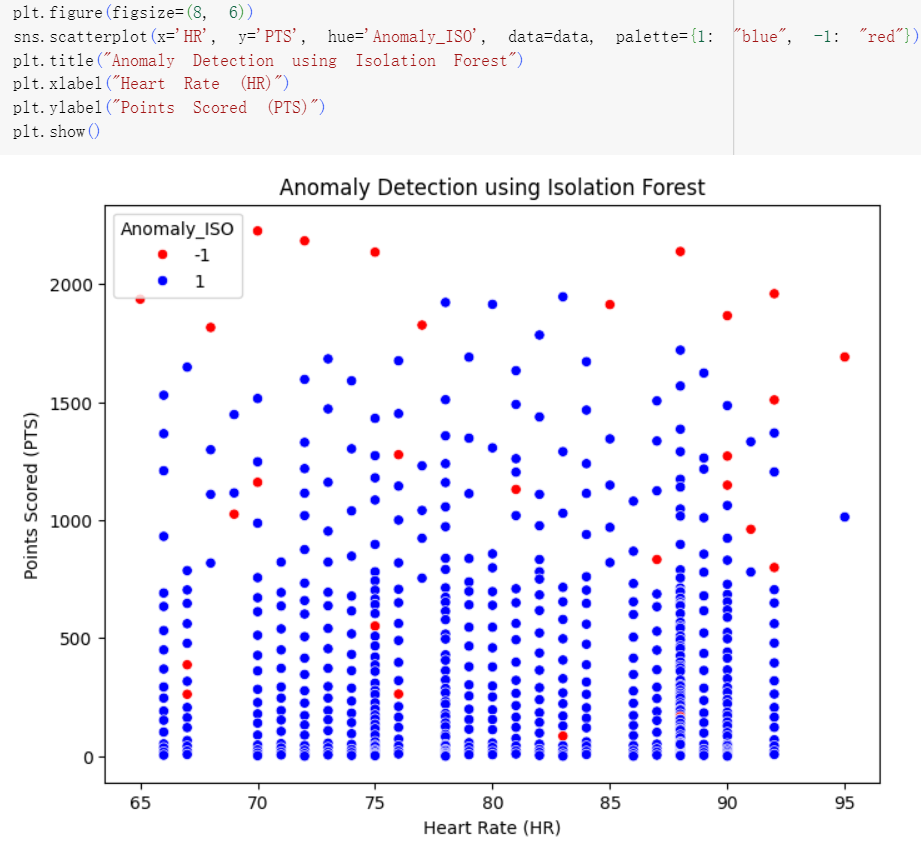 plt.figure(figsize=(8, 6))
sns.scatterplot(x='HR', y='PTS', hue='Anomaly_ISO', data=data, palette={1: "blue", -1: "red"})
plt.title("Anomaly Detection using Isolation Forest")
plt.xlabel("Heart Rate (HR)")
plt.ylabel("Points Scored (PTS)")
plt.show()
Anomaly Detection using Isolation Forest
Anomaly_ISO
-1
1
2000
1500
1000
500
0
Points Scored (PTS)
65 70 75 80 85 90 95
Heart Rate (HR)